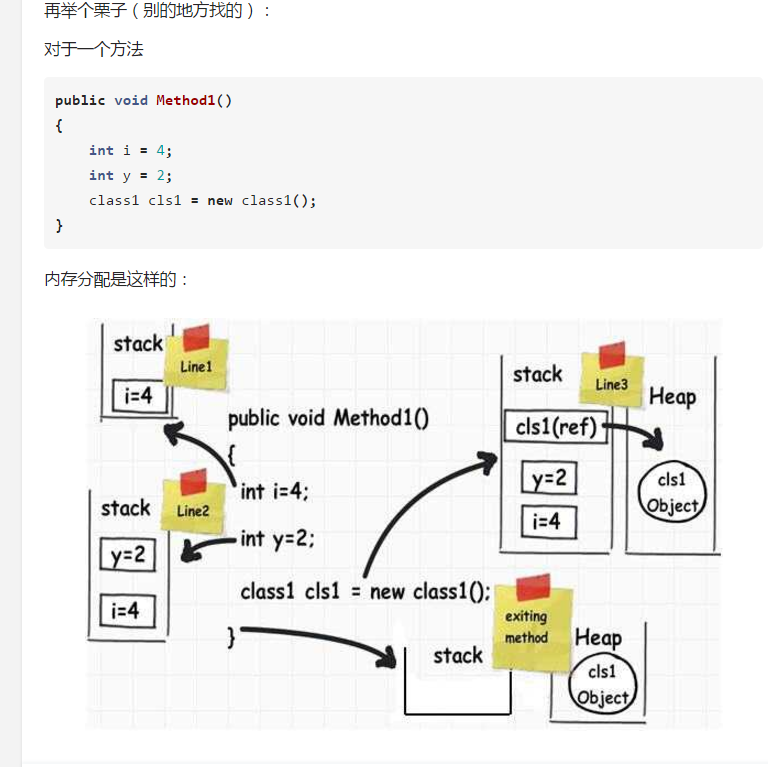 再举个栗子（别的地方找的）：
对于一个方法
public void Method1()
{
    int i = 4;
    int y = 2;
    class1 cls1 = new class1();
}
内存分配是这样的：
stack
Line1
i=4
public void Method1()
{
int i=4;
int y=2;
class1 cls1 = new class1();
}
stack
Line2
y=2
i=4
stack
Line3
Heap
cls1(ref)
y=2
i=4
cls1
Object
exiting
method
stack
Heap
cls1
Object